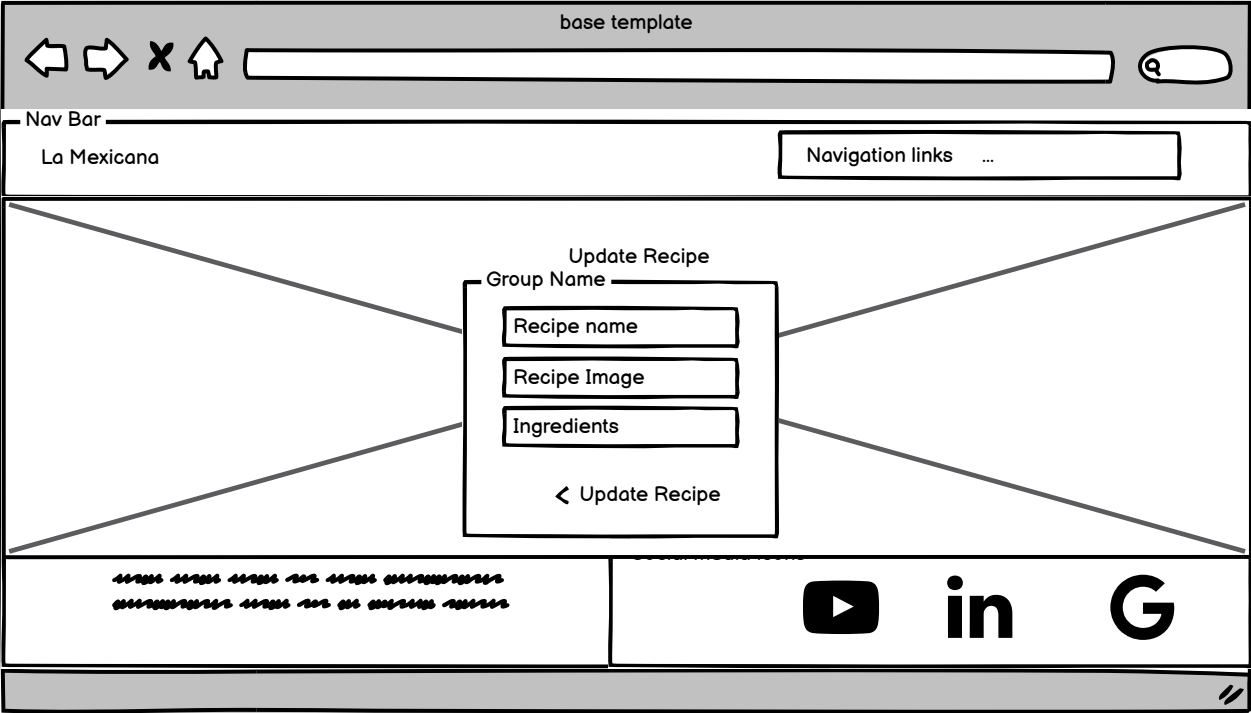 base template
Nav Bar
La Mexicana
Navigation links ...
Update Recipe
Group Name
Recipe name
Recipe Image
Ingredients
< Update Recipe
in
G